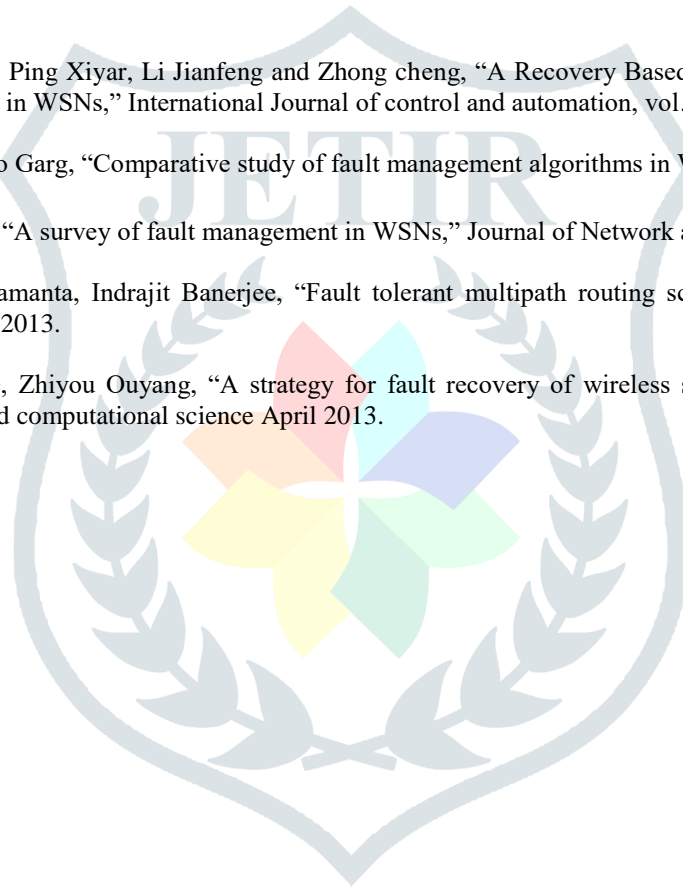 Ping Xiyar, Li Jianfeng and Zhong cheng, “A Recovery Based
in WSNs,” International Journal of control and automation, vol.
JETIR
o Garg, “Comparative study of fault management algorithms in
“A survey of fault management in WSNs,” Journal of Network
amanta, Indrajit Banerjee, “Fault tolerant multipath routing
2013.
, Zhiyou Ouyang, “A strategy for fault recovery of wireless
d computational science April 2013.